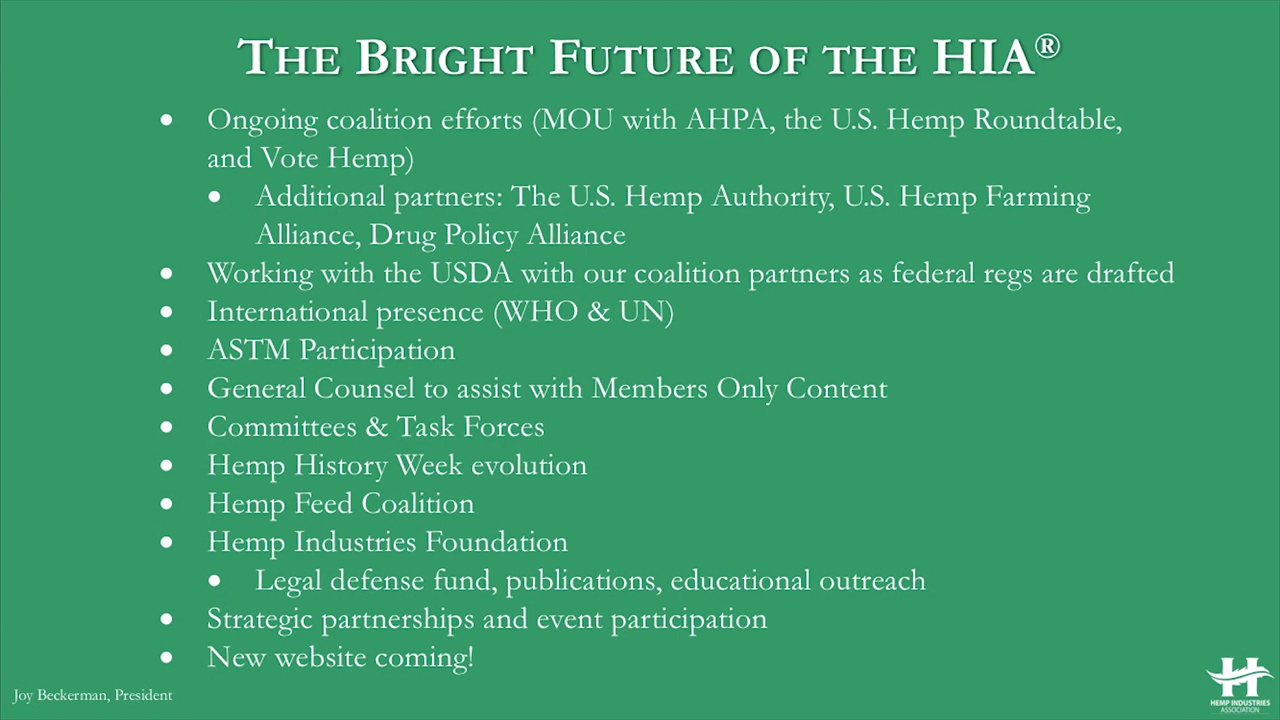 THE BRIGHT FUTURE OF THE HIA®
• Ongoing coalition efforts (MOU with AHPA, the U.S. Hemp Roundtable,
and Vote Hemp)
• Additional partners: The U.S. Hemp Authority, U.S. Hemp Farming
Alliance, Drug Policy Alliance
• Working with the USDA with our coalition partners as federal regs are drafted
• International presence (WHO & UN)
• ASTM Participation
• General Counsel to assist with Members Only Content
• Committees & Task Forces
• Hemp History Week evolution
• Hemp Feed Coalition
• Hemp Industries Foundation
• Legal defense fund, publications, educational outreach
• Strategic partnerships and event participation
• New website coming!
Joy Beckerman, President
HEMP INDUSTRIES
ASSOCIATION